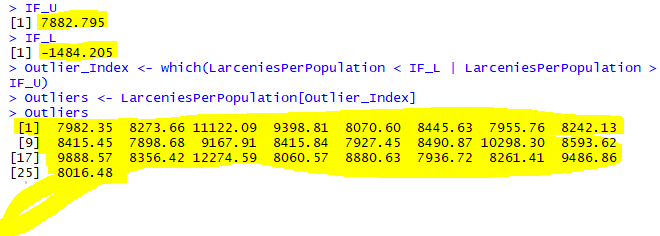 > IF_U
[1] 7882.795
> IF_L
[1] -1484.205
> Outlier_Index <- which(LarceniesPerPopulation < IF_L | LarceniesPerPopulation >
IF_U)
> Outliers <- LarceniesPerPopulation[Outlier_Index]
> Outliers
[1] 7982.35 8273.66 11122.09 9398.81 8070.60 8445.63 7955.76 8242.13
[9] 8415.45 7898.68 9167.91 8415.84 7927.45 8490.87 10298.30 8593.62
[17] 9888.57 8356.42 12274.59 8060.57 8880.63 7936.72 8261.41 9486.86
[25] 8016.48